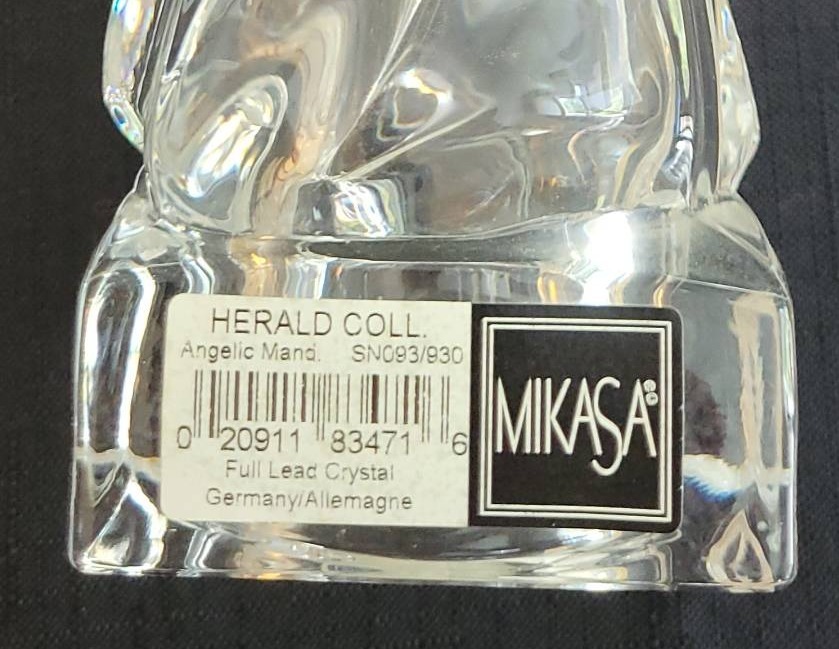 HERALD COLL.
Angelic Mand. SN093/930
0 20911 83471 6
Full Lead Crystal
Germany/Allemagne
MIKASA